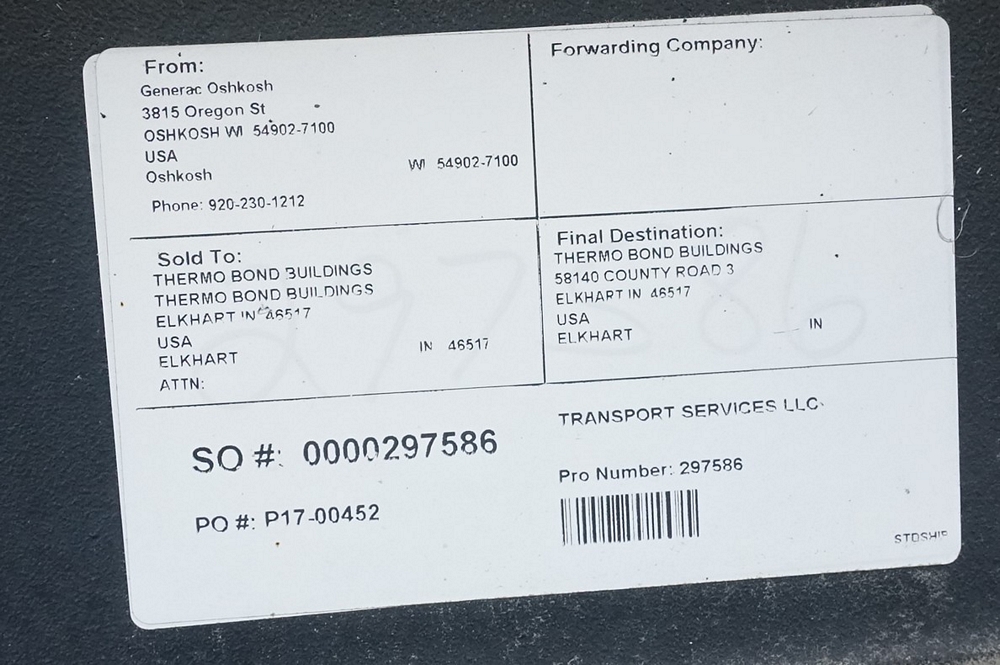 From:
Generac Oshkosh
3815 Oregon St
OSHKOSH WI 54902-7100
USA
Oshkosh WI 54902-7100
Phone: 920-230-1212
Forwarding Company:
Sold To:
THERMO BOND BUILDINGS
THERMO BOND BUILDINGS
ELKHART IN 46517
USA
ELKHART IN 46517
ATTN:
Final Destination:
THERMO BOND BUILDINGS
58140 COUNTY ROAD 3
ELKHART IN 46517
USA
ELKHART IN
SO #: 0000297586
PO #: P17-00452
TRANSPORT SERVICES LLC
Pro Number: 297586
STOSHIP
297586